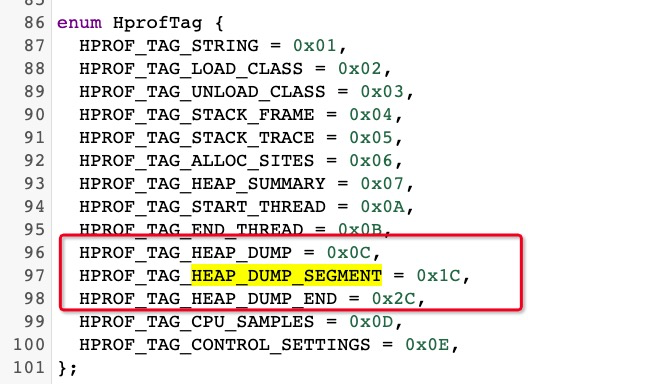 86 enum HprofTag {
87 HPROF_TAG_STRING = 0x01,
88 HPROF_TAG_LOAD_CLASS = 0x02,
89 HPROF_TAG_UNLOAD_CLASS = 0x03,
90 HPROF_TAG_STACK_FRAME = 0x04,
91 HPROF_TAG_STACK_TRACE = 0x05,
92 HPROF_TAG_ALLOC_SITES = 0x06,
93 HPROF_TAG_HEAP_SUMMARY = 0x07,
94 HPROF_TAG_START_THREAD = 0x0A,
95 HPROF_TAG_END_THREAD = 0x0B,
96 HPROF_TAG_HEAP_DUMP = 0x0C,
97 HPROF_TAG_HEAP_DUMP_SEGMENT = 0x1C,
98 HPROF_TAG_HEAP_DUMP_END = 0x2C,
99 HPROF_TAG_CPU_SAMPLES = 0x0D,
100 HPROF_TAG_CONTROL_SETTINGS = 0x0E,
101 };